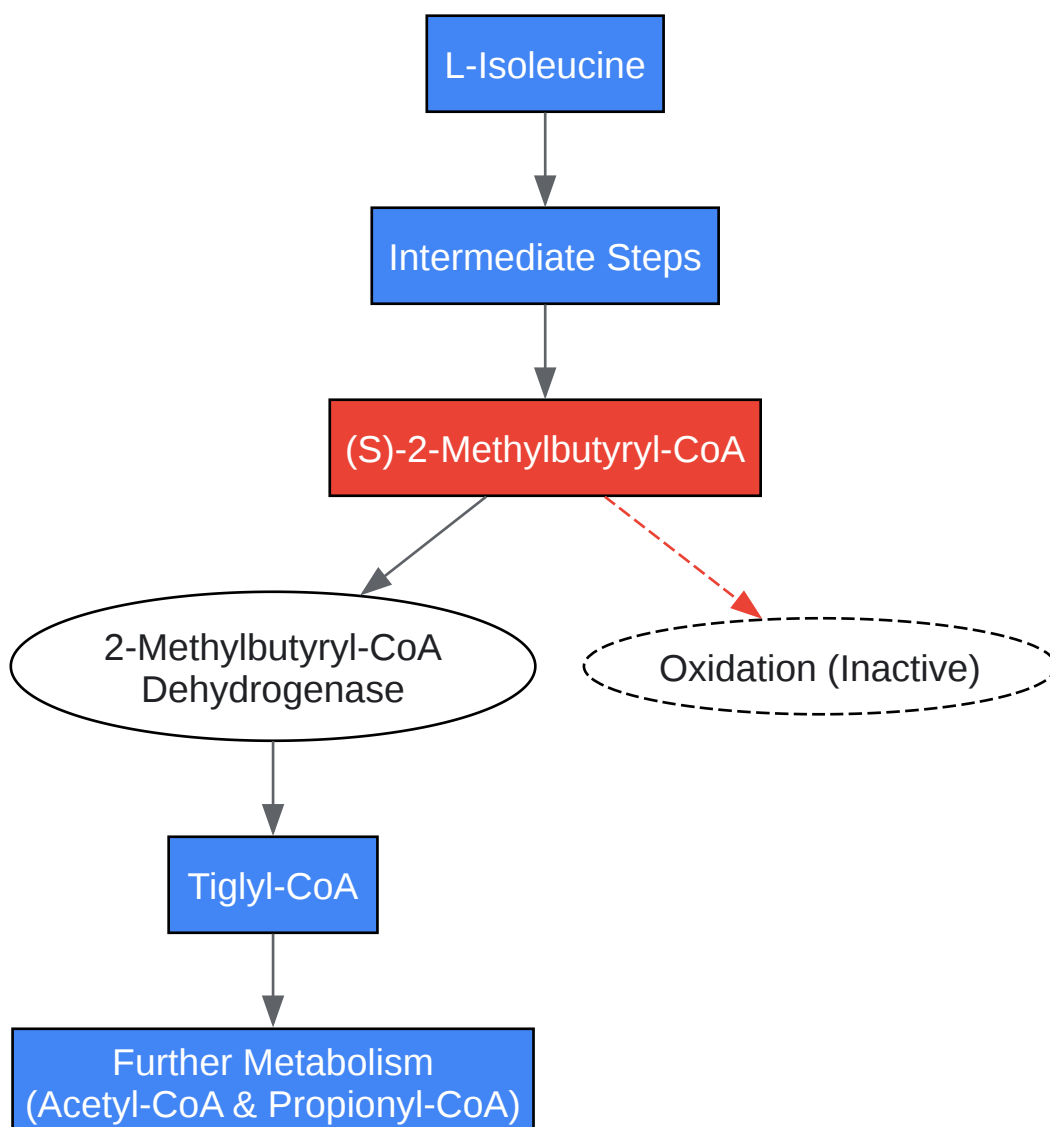 L-Isoleucine
Intermediate Steps
(S)-2-Methylbutyryl-CoA
2-Methylbutyryl-CoA
Dehydrogenase
Oxidation (Inactive)
Tiglyl-CoA
Further Metabolism
(Acetyl-CoA & Propionyl-CoA)